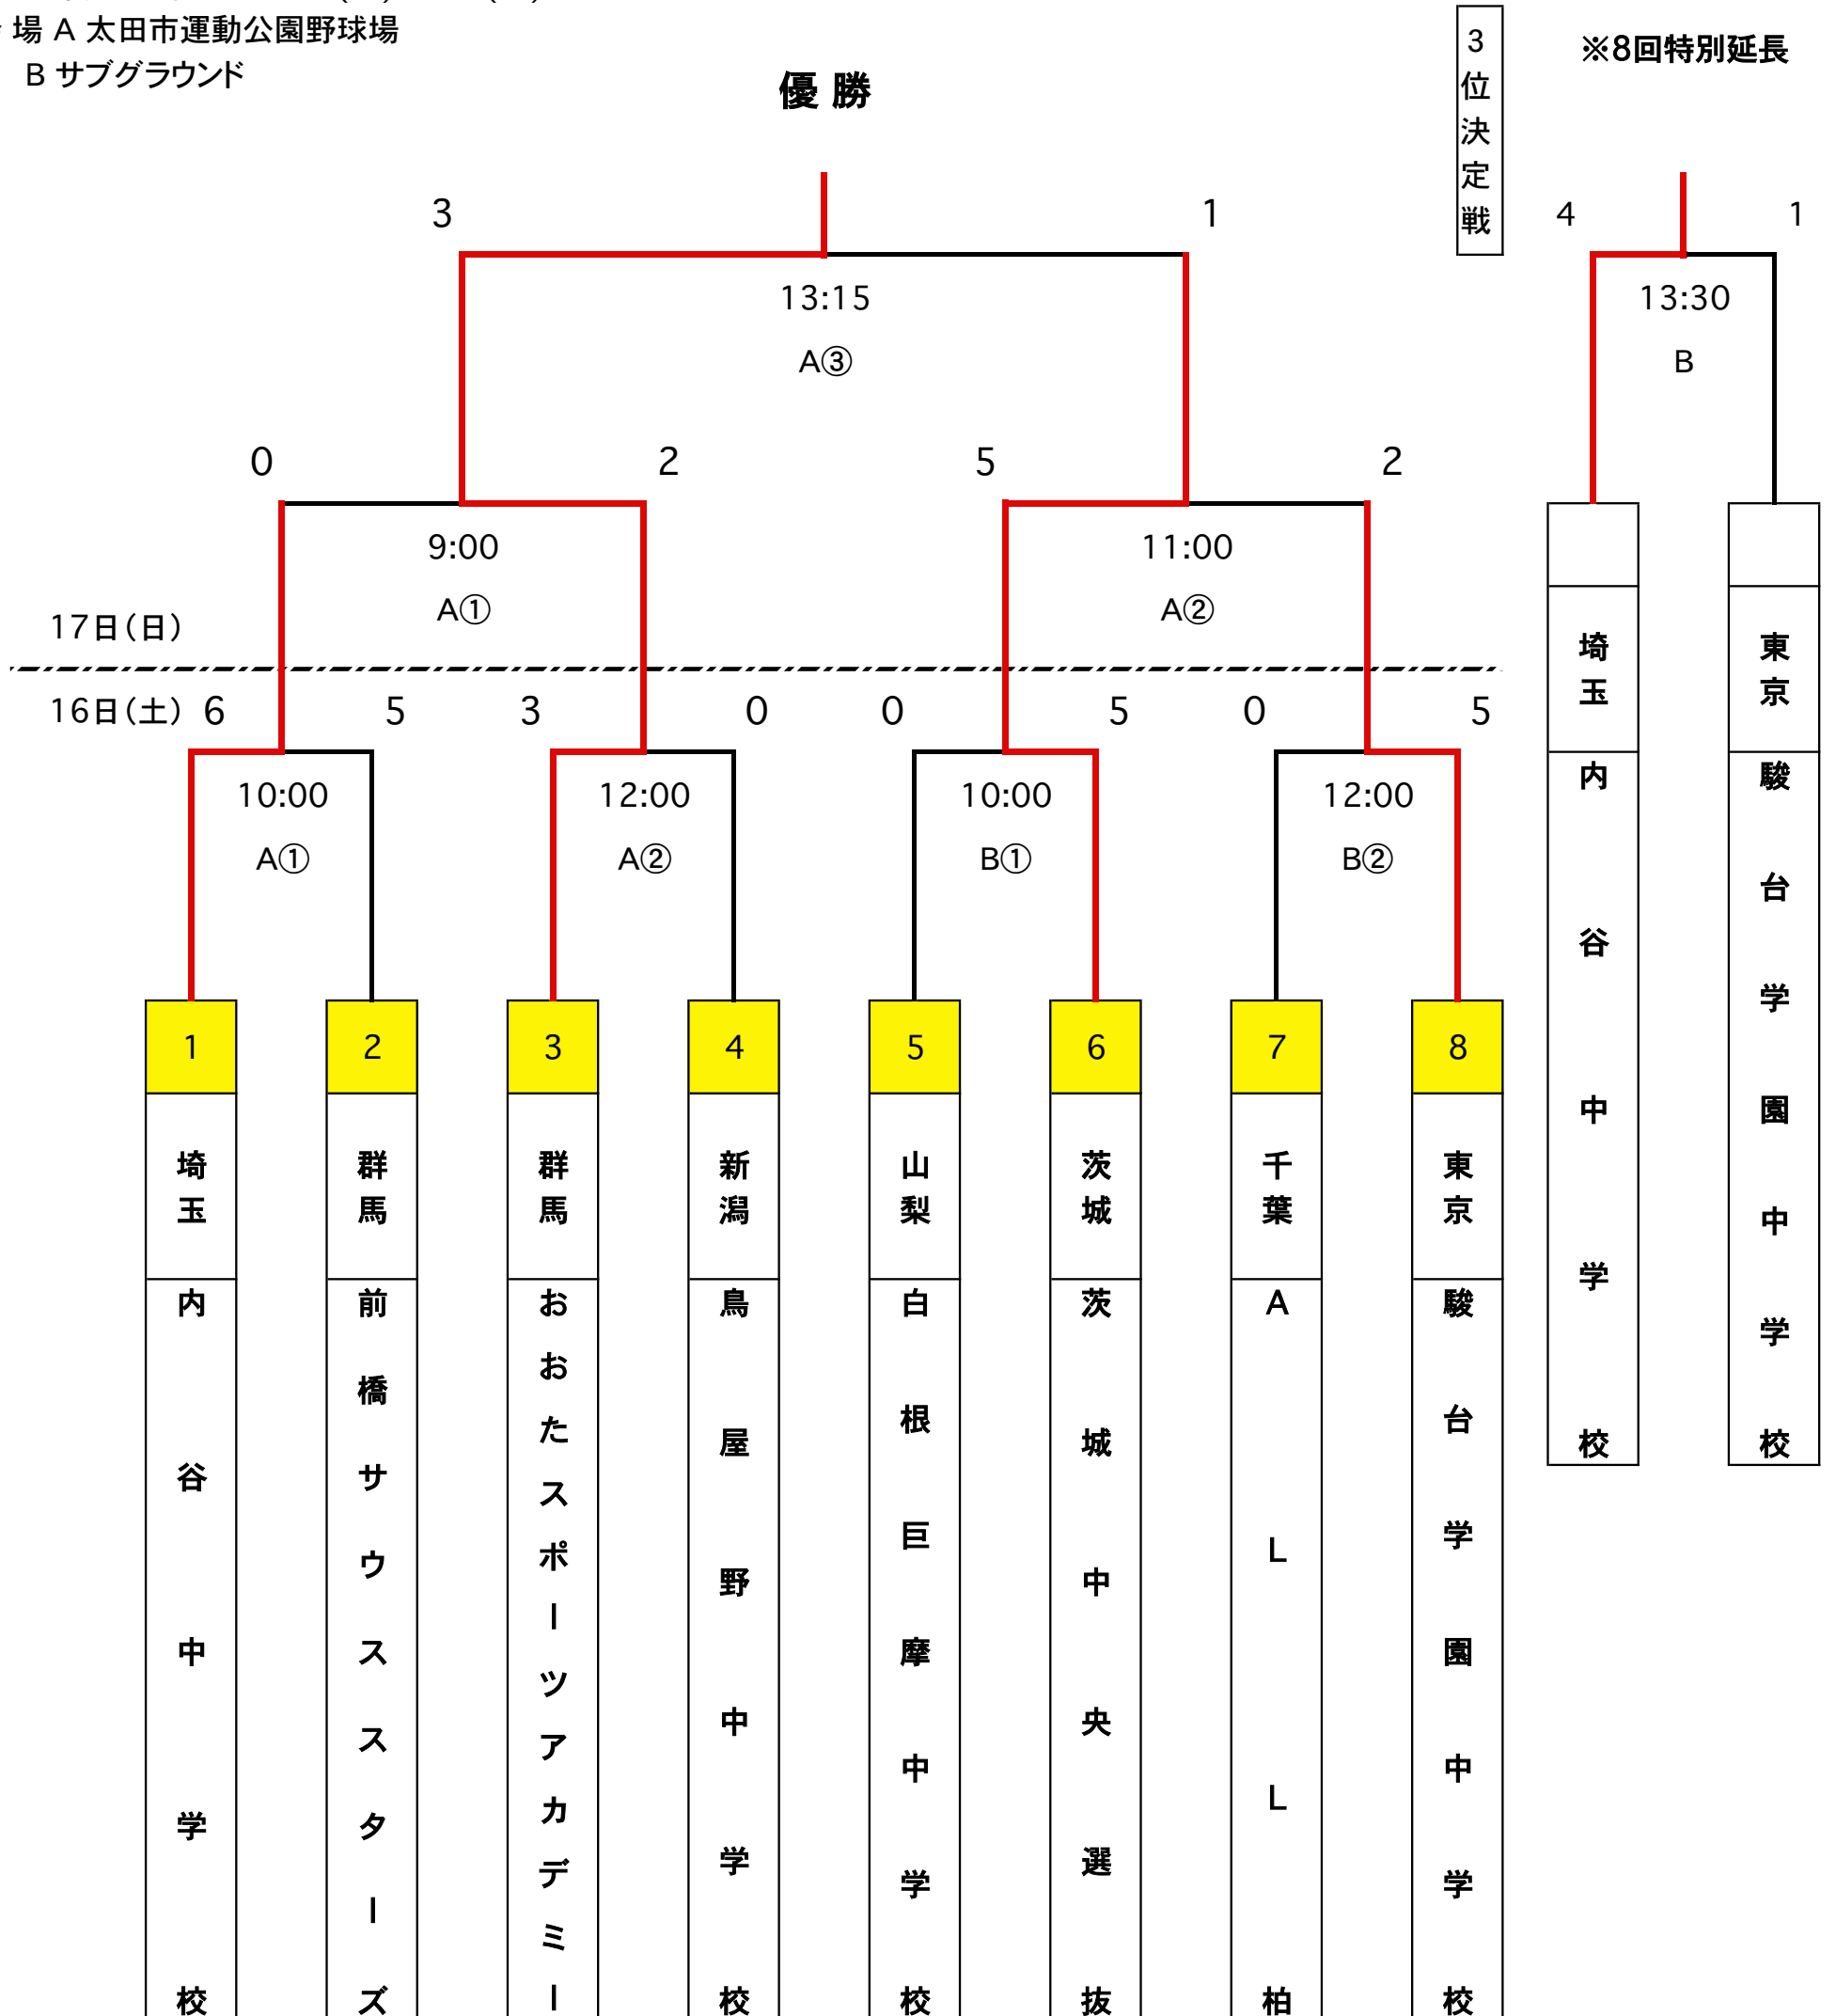 場 A 太田市運動公園野球場
B サブグラウンド
優 勝
3位決定戦
※8回特別延長
3 1
13:15
A③
4 1
13:30
B
0 2 5 2
9:00 11:00
A① A②
17日(日)
16日(土) 6 5 3 0 0 5 0 5
10:00 12:00 10:00 12:00
A① A② B① B②
埼玉 内谷中学校
東京 駿台学園中学校
1 埼玉 内谷中学校
2 群馬 前橋サウススターズ
3 群馬 おおたスポーツアカデミー
4 新潟 鳥屋野中学校
5 山梨 白根巨摩中学校
6 茨城 茨城中央選抜
7 千葉 ALL柏
8 東京 駿台学園中学校